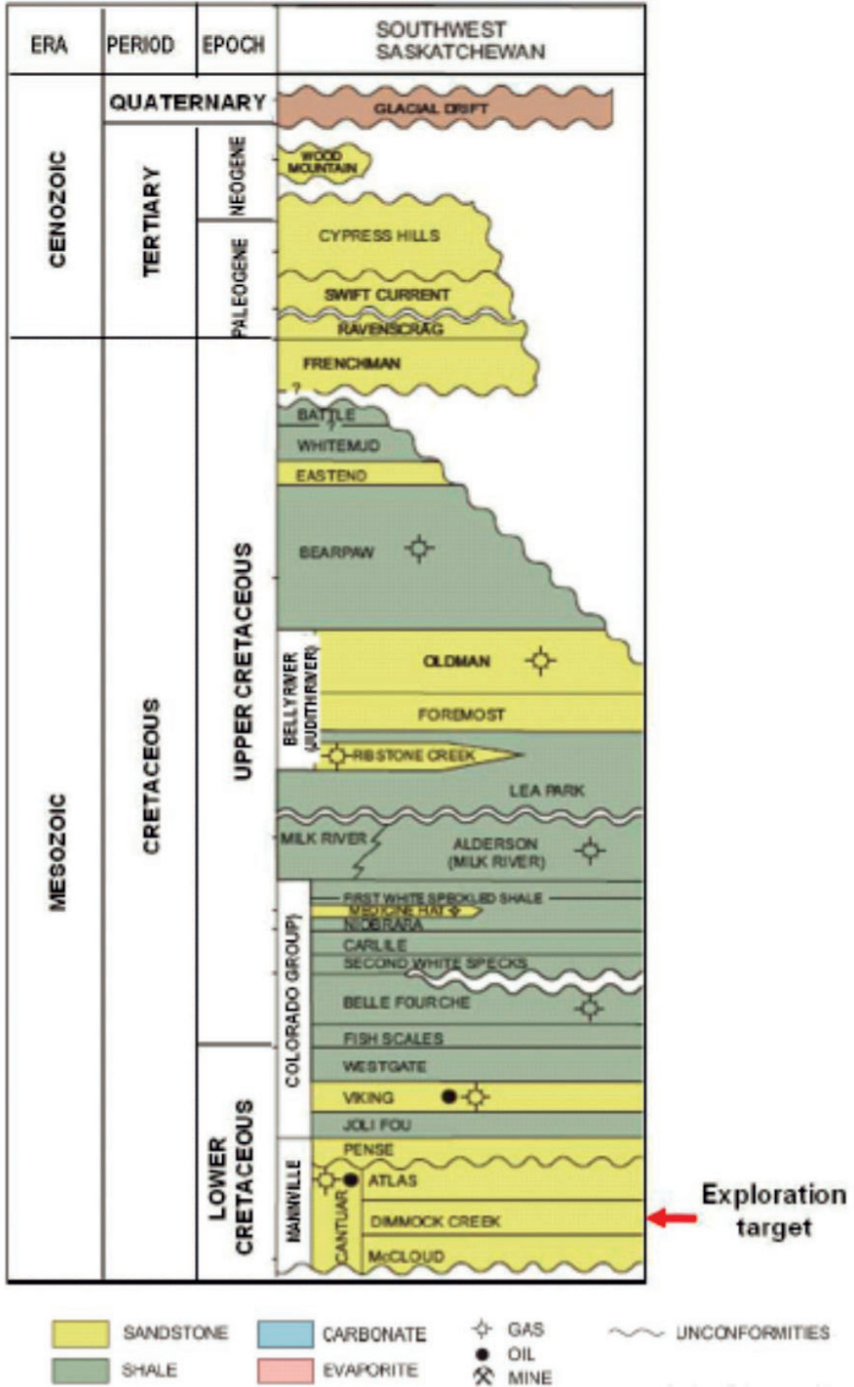 ERA
PERIOD
EPOCH
SOUTHWEST
SASKATCHEWAN
CENOZOIC
QUATERNARY
GLACIAL DRIFT
TERTIARY
NEOGENE
WOOD
MOUNTAIN
CYPRESS HILLS
PALEOGENE
SWIFT CURRENT
RAVENSCRAG
MESOZOIC
CRETACEOUS
UPPER CRETACEOUS
FRENCHMAN
?
BATTLE
?
WHITEMUD
EASTEND
BEARPAW
BELLY RIVER
(JUDITH RIVER)
OLDMAN
FOREMOST
RIBSTONE CREEK
LEA PARK
MILK RIVER
ALDERSON
(MILK RIVER)
COLORADO GROUP)
FIRST WHITE SPECKLED SHALE
MEDICINE HAT
NIOBRARA
CARLILE
SECOND WHITE SPECKS
BELLE FOURCHE
FISH SCALES
LOWER
CRETACEOUS
WESTGATE
VIKING
JOLI FOU
MANNVILLE
PENSE
CANTUAR
ATLAS
DIMMOCK CREEK
McCLOUD
Exploration
target
SANDSTONE
CARBONATE
GAS
UNCONFORMITIES
OIL
SHALE
EVAPORITE
MINE